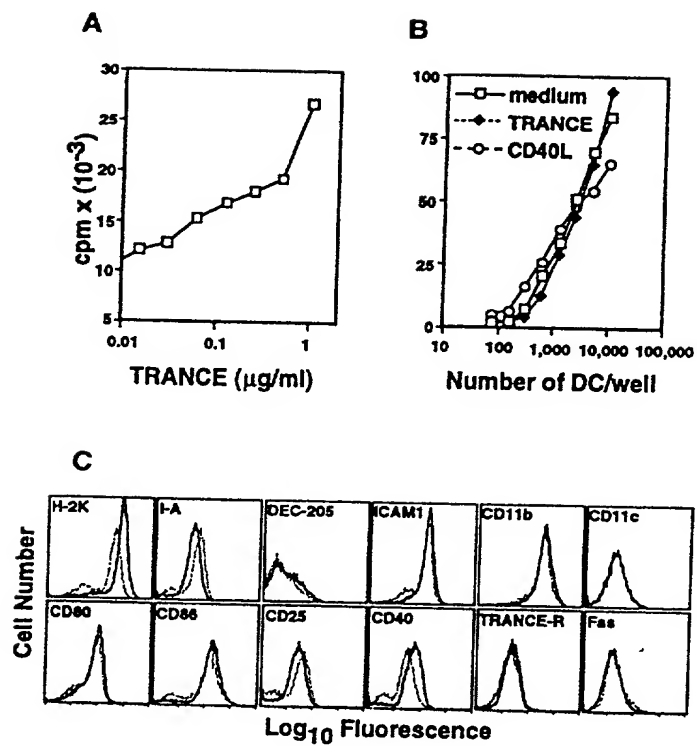 A
30
25
20
15
10
5
cpm x (10⁻³)
0.01 0.1 1
TRANCE (µg/ml)
B
100
75
50
25
0
medium
TRANCE
CD40L
10 100 1,000 10,000 100,000
Number of DC/well
C
Cell Number
H-2K I-A DEC-205 ICAM1 CD11b CD11c
CD80 CD86 CD25 CD40 TRANCE-R Fas
Log₁₀ Fluorescence